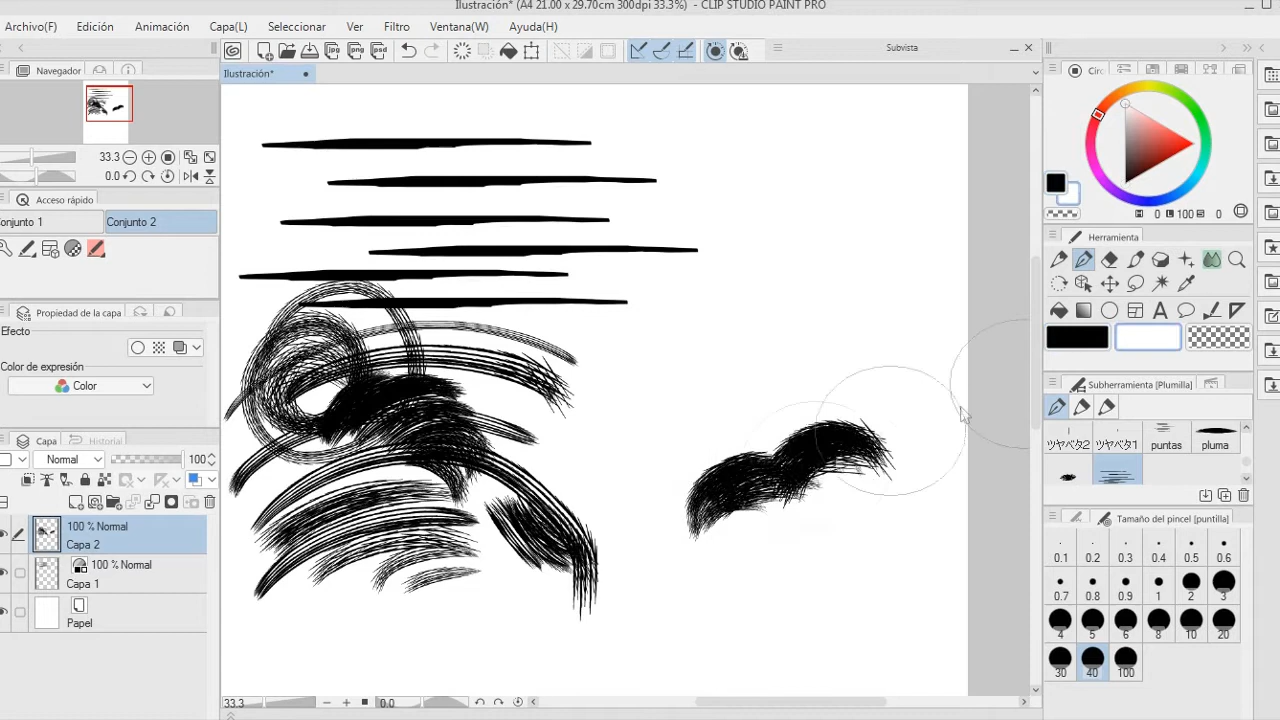 Ilustración* (A4 21.00 x 29.70cm 300dpi 33.3%) - CLIP STUDIO PAINT PRO
Archivo(F) Edición Animación Capa(L) Seleccionar Ver Filtro Ventana(W) Ayuda(H)
Subvista
Navegador
Ilustración*
33.3
0.0
Acceso rápido
Conjunto 1 Conjunto 2
Propiedad de la capa
Efecto
Color de expresión
Color
Capa Historial
Normal 100
100 % Normal
Capa 2
100 % Normal
Capa 1
Papel
33.3 0.0
Circ
0 L 100 S 0
Herramienta
Subherramienta [Plumilla]
ツヤベタ2 ツヤベタ1 puntas pluma
Tamaño del pincel [puntilla]
0.1 0.2 0.3 0.4 0.5 0.6
0.7 0.8 0.9 1 2 3
4 5 6 8 10 20
30 40 100